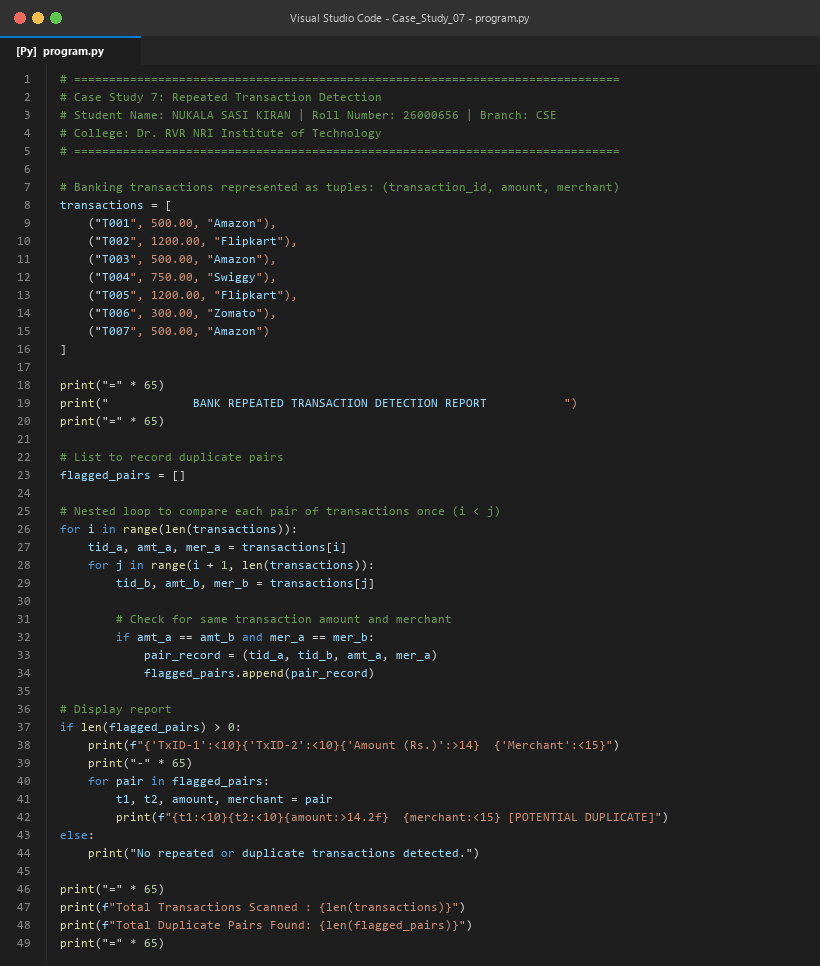 Visual Studio Code - Case_Study_07 - program.py
[Py] program.py
1 # ==============================================================================
2 # Case Study 7: Repeated Transaction Detection
3 # Student Name: NUKALA SASI KIRAN | Roll Number: 26000656 | Branch: CSE
4 # College: Dr. RVR NRI Institute of Technology
5 # ==============================================================================
6
7 # Banking transactions represented as tuples: (transaction_id, amount, merchant)
8 transactions = [
9     ("T001", 500.00, "Amazon"),
10     ("T002", 1200.00, "Flipkart"),
11     ("T003", 500.00, "Amazon"),
12     ("T004", 750.00, "Swiggy"),
13     ("T005", 1200.00, "Flipkart"),
14     ("T006", 300.00, "Zomato"),
15     ("T007", 500.00, "Amazon")
16 ]
17
18 print("=" * 65)
19 print("            BANK REPEATED TRANSACTION DETECTION REPORT           ")
20 print("=" * 65)
21
22 # List to record duplicate pairs
23 flagged_pairs = []
24
25 # Nested loop to compare each pair of transactions once (i < j)
26 for i in range(len(transactions)):
27     tid_a, amt_a, mer_a = transactions[i]
28     for j in range(i + 1, len(transactions)):
29         tid_b, amt_b, mer_b = transactions[j]
30
31         # Check for same transaction amount and merchant
32         if amt_a == amt_b and mer_a == mer_b:
33             pair_record = (tid_a, tid_b, amt_a, mer_a)
34             flagged_pairs.append(pair_record)
35
36 # Display report
37 if len(flagged_pairs) > 0:
38     print(f"{'TxID-1':<10}{'TxID-2':<10}{'Amount (Rs.)':>14}  {'Merchant':<15}")
39     print("-" * 65)
40     for pair in flagged_pairs:
41         t1, t2, amount, merchant = pair
42         print(f"{t1:<10}{t2:<10}{amount:>14.2f}  {merchant:<15} [POTENTIAL DUPLICATE]")
43 else:
44     print("No repeated or duplicate transactions detected.")
45
46 print("=" * 65)
47 print(f"Total Transactions Scanned : {len(transactions)}")
48 print(f"Total Duplicate Pairs Found: {len(flagged_pairs)}")
49 print("=" * 65)